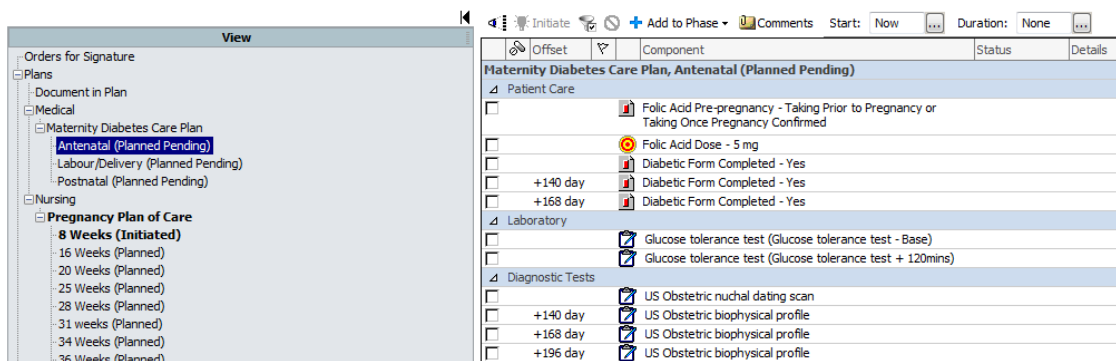 View
Orders for Signature
Plans
Document in Plan
Medical
Maternity Diabetes Care Plan
Antenatal (Planned Pending)
Labour/Delivery (Planned Pending)
Postnatal (Planned Pending)
Nursing
Pregnancy Plan of Care
8 Weeks (Initiated)
16 Weeks (Planned)
20 Weeks (Planned)
25 Weeks (Planned)
28 Weeks (Planned)
31 weeks (Planned)
34 Weeks (Planned)
36 Weeks (Planned)
Initiate Add to Phase Comments Start: Now ... Duration: None ...
Offset Component Status Details
Maternity Diabetes Care Plan, Antenatal (Planned Pending)
Patient Care
Folic Acid Pre-pregnancy - Taking Prior to Pregnancy or
Taking Once Pregnancy Confirmed
Folic Acid Dose - 5 mg
Diabetic Form Completed - Yes
+140 day Diabetic Form Completed - Yes
+168 day Diabetic Form Completed - Yes
Laboratory
Glucose tolerance test (Glucose tolerance test - Base)
Glucose tolerance test (Glucose tolerance test + 120mins)
Diagnostic Tests
US Obstetric nuchal dating scan
+140 day US Obstetric biophysical profile
+168 day US Obstetric biophysical profile
+196 day US Obstetric biophysical profile